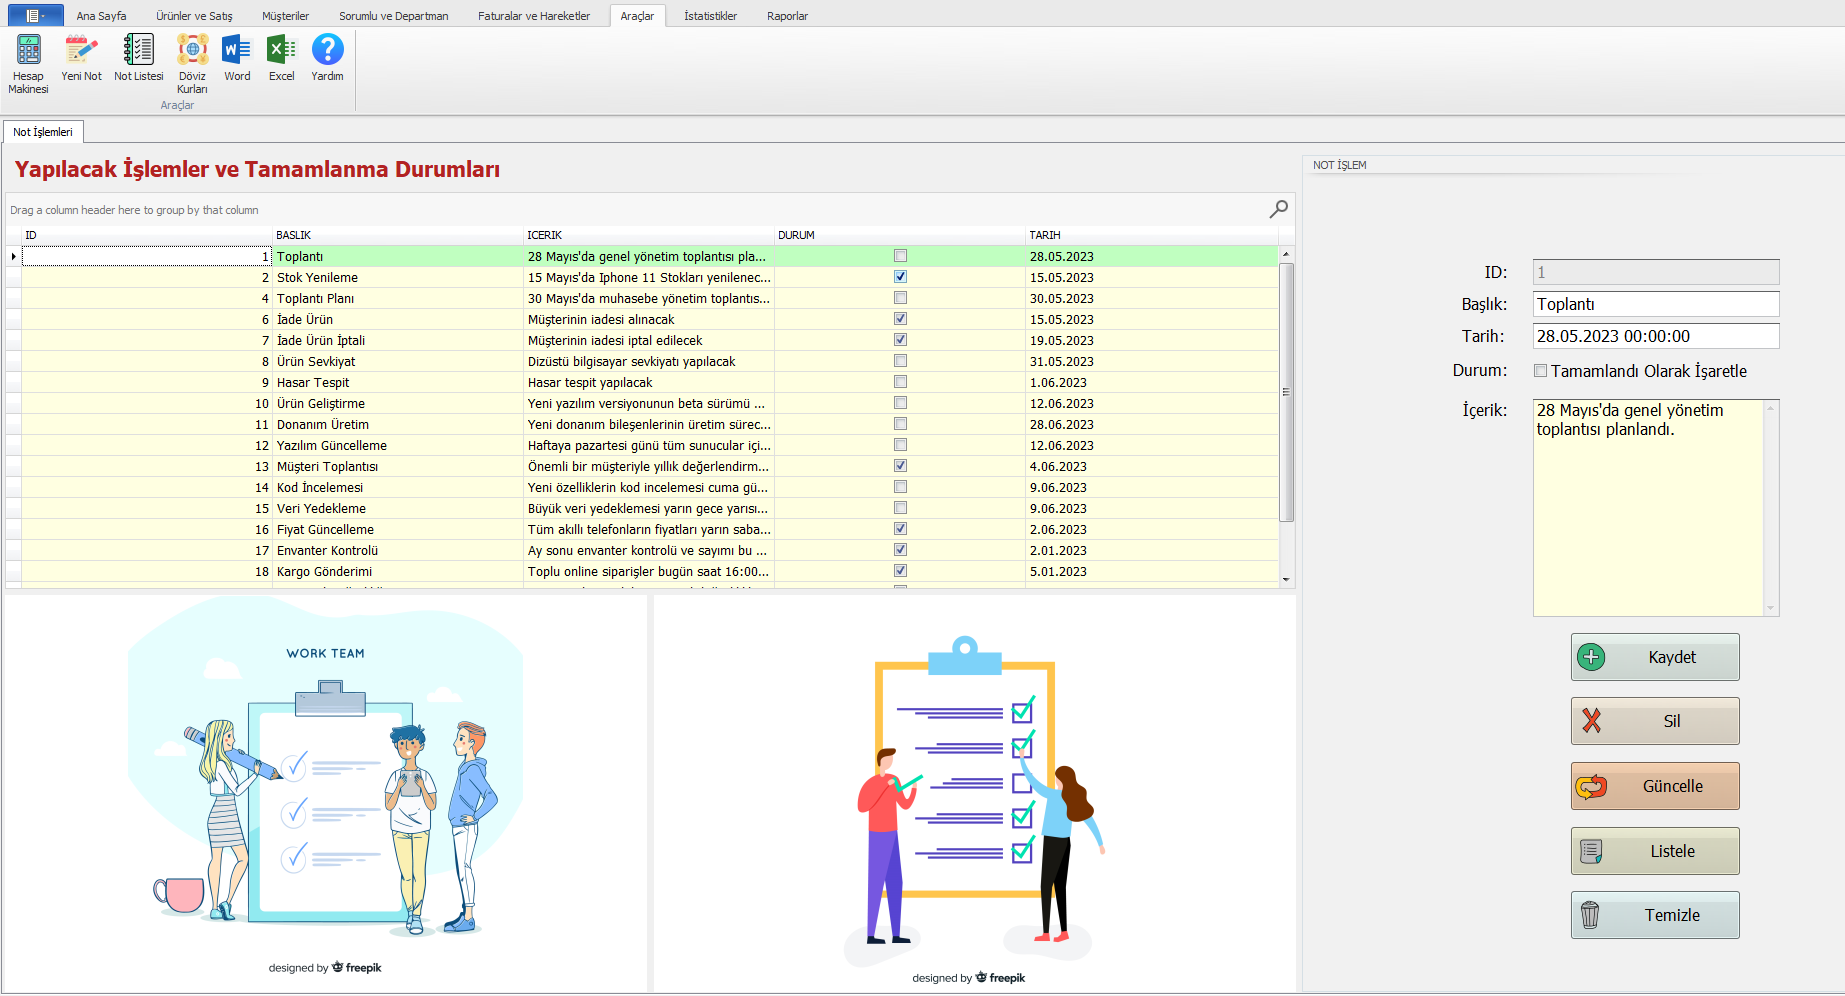 Ana Sayfa Ürünler ve Satış Müşteriler Sorumlu ve Departman Faturalar ve Hareketler Araçlar İstatistikler Raporlar
Hesap Makinesi Yeni Not Not Listesi Döviz Kurları Word Excel Yardım
Araçlar
Not İşlemleri
Yapılacak İşlemler ve Tamamlanma Durumları
Drag a column header here to group by that column
ID BASLIK ICERIK DURUM TARIH
1 Toplantı 28 Mayıs'da genel yönetim toplantısı pla... 28.05.2023
2 Stok Yenileme 15 Mayıs'da Iphone 11 Stokları yenilenec... 15.05.2023
4 Toplantı Planı 30 Mayıs'da muhasebe yönetim toplantıs... 30.05.2023
6 İade Ürün Müşterinin iadesi alınacak 15.05.2023
7 İade Ürün İptali Müşterinin iadesi iptal edilecek 19.05.2023
8 Ürün Sevkiyat Dizüstü bilgisayar sevkiyatı yapılacak 31.05.2023
9 Hasar Tespit Hasar tespit yapılacak 1.06.2023
10 Ürün Geliştirme Yeni yazılım versiyonunun beta sürümü ... 12.06.2023
11 Donanım Üretim Yeni donanım bileşenlerinin üretim sürec... 28.06.2023
12 Yazılım Güncelleme Haftaya pazartesi günü tüm sunucular içi... 12.06.2023
13 Müşteri Toplantısı Önemli bir müşteriyle yıllık değerlendirm... 4.06.2023
14 Kod İncelemesi Yeni özelliklerin kod incelemesi cuma gü... 9.06.2023
15 Veri Yedekleme Büyük veri yedeklemesi yarın gece yarısı... 9.06.2023
16 Fiyat Güncelleme Tüm akıllı telefonların fiyatları yarın saba... 2.06.2023
17 Envanter Kontrolü Ay sonu envanter kontrolü ve sayımı bu ... 2.01.2023
18 Kargo Gönderimi Toplu online siparişler bugün saat 16:00... 5.01.2023
WORK TEAM
designed by freepik
designed by freepik
NOT İŞLEM
ID: 1
Başlık: Toplantı
Tarih: 28.05.2023 00:00:00
Durum: Tamamlandı Olarak İşaretle
İçerik: 28 Mayıs'da genel yönetim
toplantısı planlandı.
Kaydet
Sil
Güncelle
Listele
Temizle